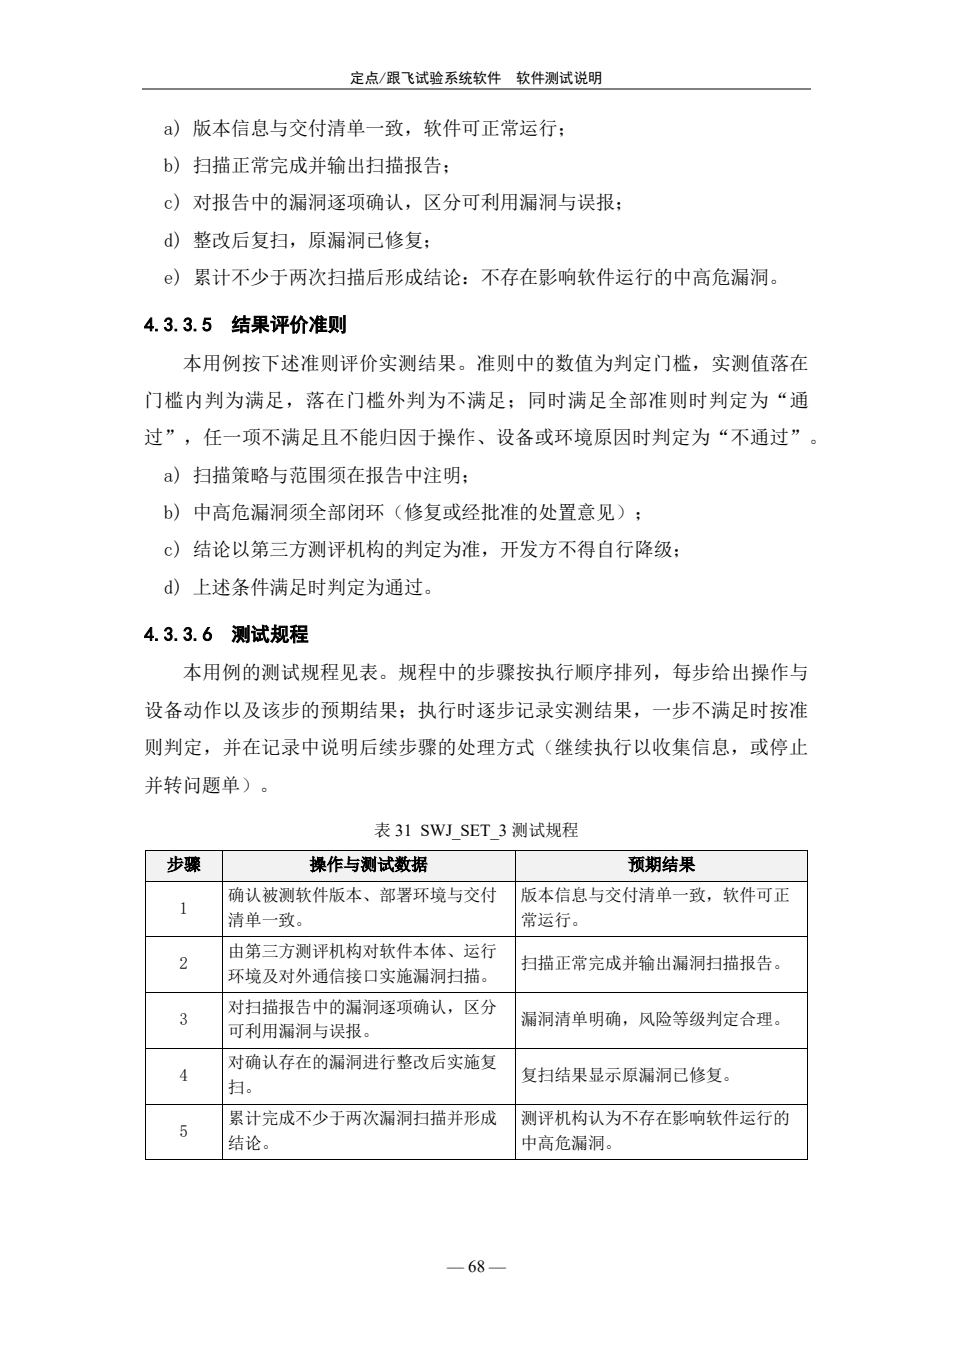 定点/跟飞试验系统软件　软件测试说明
a) 版本信息与交付清单一致，软件可正常运行；
b) 扫描正常完成并输出扫描报告；
c) 对报告中的漏洞逐项确认，区分可利用漏洞与误报；
d) 整改后复扫，原漏洞已修复；
e) 累计不少于两次扫描后形成结论：不存在影响软件运行的中高危漏洞。
4.3.3.5　结果评价准则
本用例按下述准则评价实测结果。准则中的数值为判定门槛，实测值落在
门槛内判为满足，落在门槛外判为不满足；同时满足全部准则时判定为“通
过”，任一项不满足且不能归因于操作、设备或环境原因时判定为“不通过”。
a) 扫描策略与范围须在报告中注明；
b) 中高危漏洞须全部闭环（修复或经批准的处置意见）；
c) 结论以第三方测评机构的判定为准，开发方不得自行降级；
d) 上述条件满足时判定为通过。
4.3.3.6　测试规程
本用例的测试规程见表。规程中的步骤按执行顺序排列，每步给出操作与
设备动作以及该步的预期结果；执行时逐步记录实测结果，一步不满足时按准
则判定，并在记录中说明后续步骤的处理方式（继续执行以收集信息，或停止
并转问题单）。
表 31 SWJ_SET_3 测试规程
步骤　操作与测试数据　预期结果
1
确认被测软件版本、部署环境与交付
清单一致。
版本信息与交付清单一致，软件可正
常运行。
2
由第三方测评机构对软件本体、运行
环境及对外通信接口实施漏洞扫描。
扫描正常完成并输出漏洞扫描报告。
3
对扫描报告中的漏洞逐项确认，区分
可利用漏洞与误报。
漏洞清单明确，风险等级判定合理。
4
对确认存在的漏洞进行整改后实施复
扫。
复扫结果显示原漏洞已修复。
5
累计完成不少于两次漏洞扫描并形成
结论。
测评机构认为不存在影响软件运行的
中高危漏洞。
— 68 —